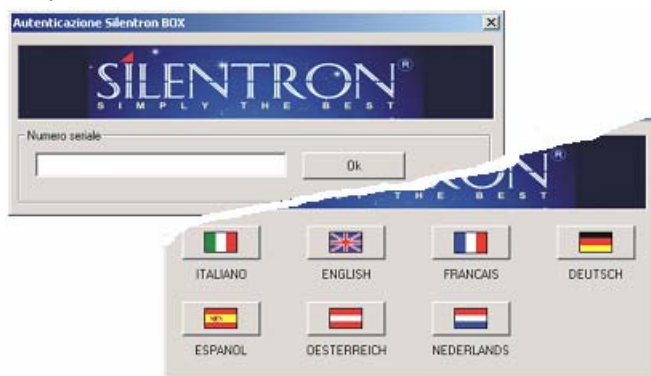 Autenticazione Silentron BOX
SILENTRON®
SIMPLY THE BEST
Numero seriale
Ok
ON®
THE BEST
ITALIANO
ENGLISH
FRANCAIS
DEUTSCH
ESPANOL
OESTERREICH
NEDERLANDS